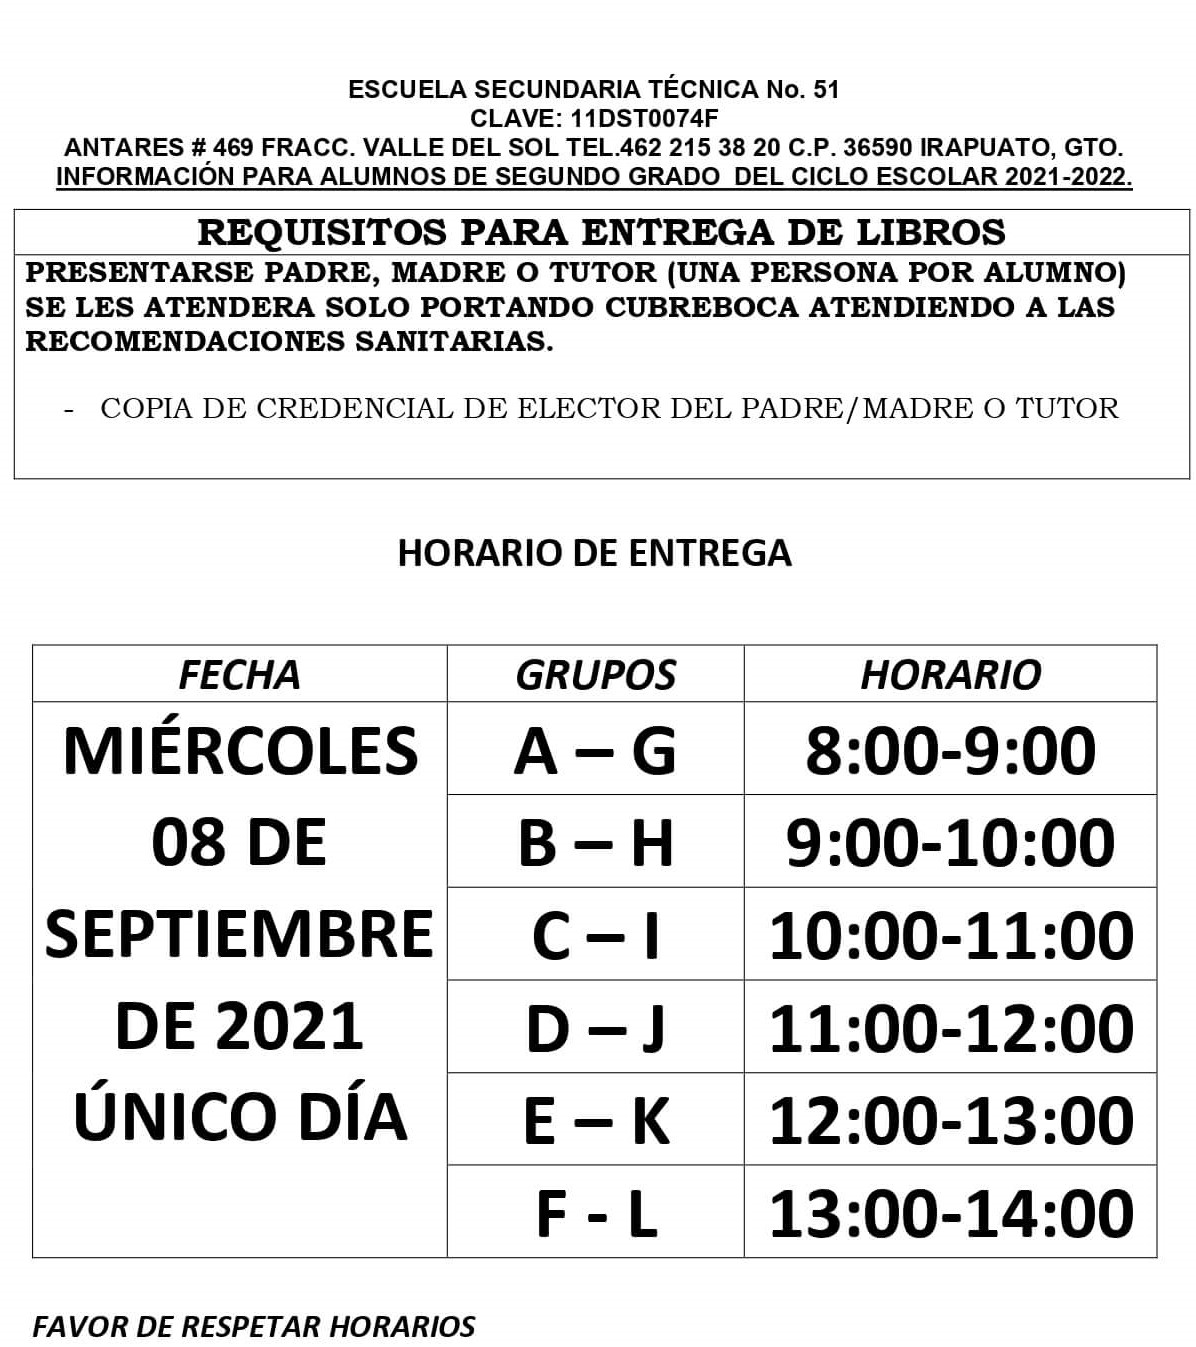 ESCUELA SECUNDARIA TÉCNICA No. 51
CLAVE: 11DST0074F
ANTARES # 469 FRACC. VALLE DEL SOL TEL.462 215 38 20 C.P. 36590 IRAPUATO, GTO.
INFORMACIÓN PARA ALUMNOS DE SEGUNDO GRADO DEL CICLO ESCOLAR 2021-2022.
REQUISITOS PARA ENTREGA DE LIBROS
PRESENTARSE PADRE, MADRE O TUTOR (UNA PERSONA POR ALUMNO)
SE LES ATENDERA SOLO PORTANDO CUBREBOCA ATENDIENDO A LAS
RECOMENDACIONES SANITARIAS.
- COPIA DE CREDENCIAL DE ELECTOR DEL PADRE/MADRE O TUTOR
HORARIO DE ENTREGA
FECHA GRUPOS HORARIO
MIÉRCOLES A – G 8:00-9:00
08 DE B – H 9:00-10:00
SEPTIEMBRE C – I 10:00-11:00
DE 2021 D – J 11:00-12:00
ÚNICO DÍA E – K 12:00-13:00
F - L 13:00-14:00
FAVOR DE RESPETAR HORARIOS